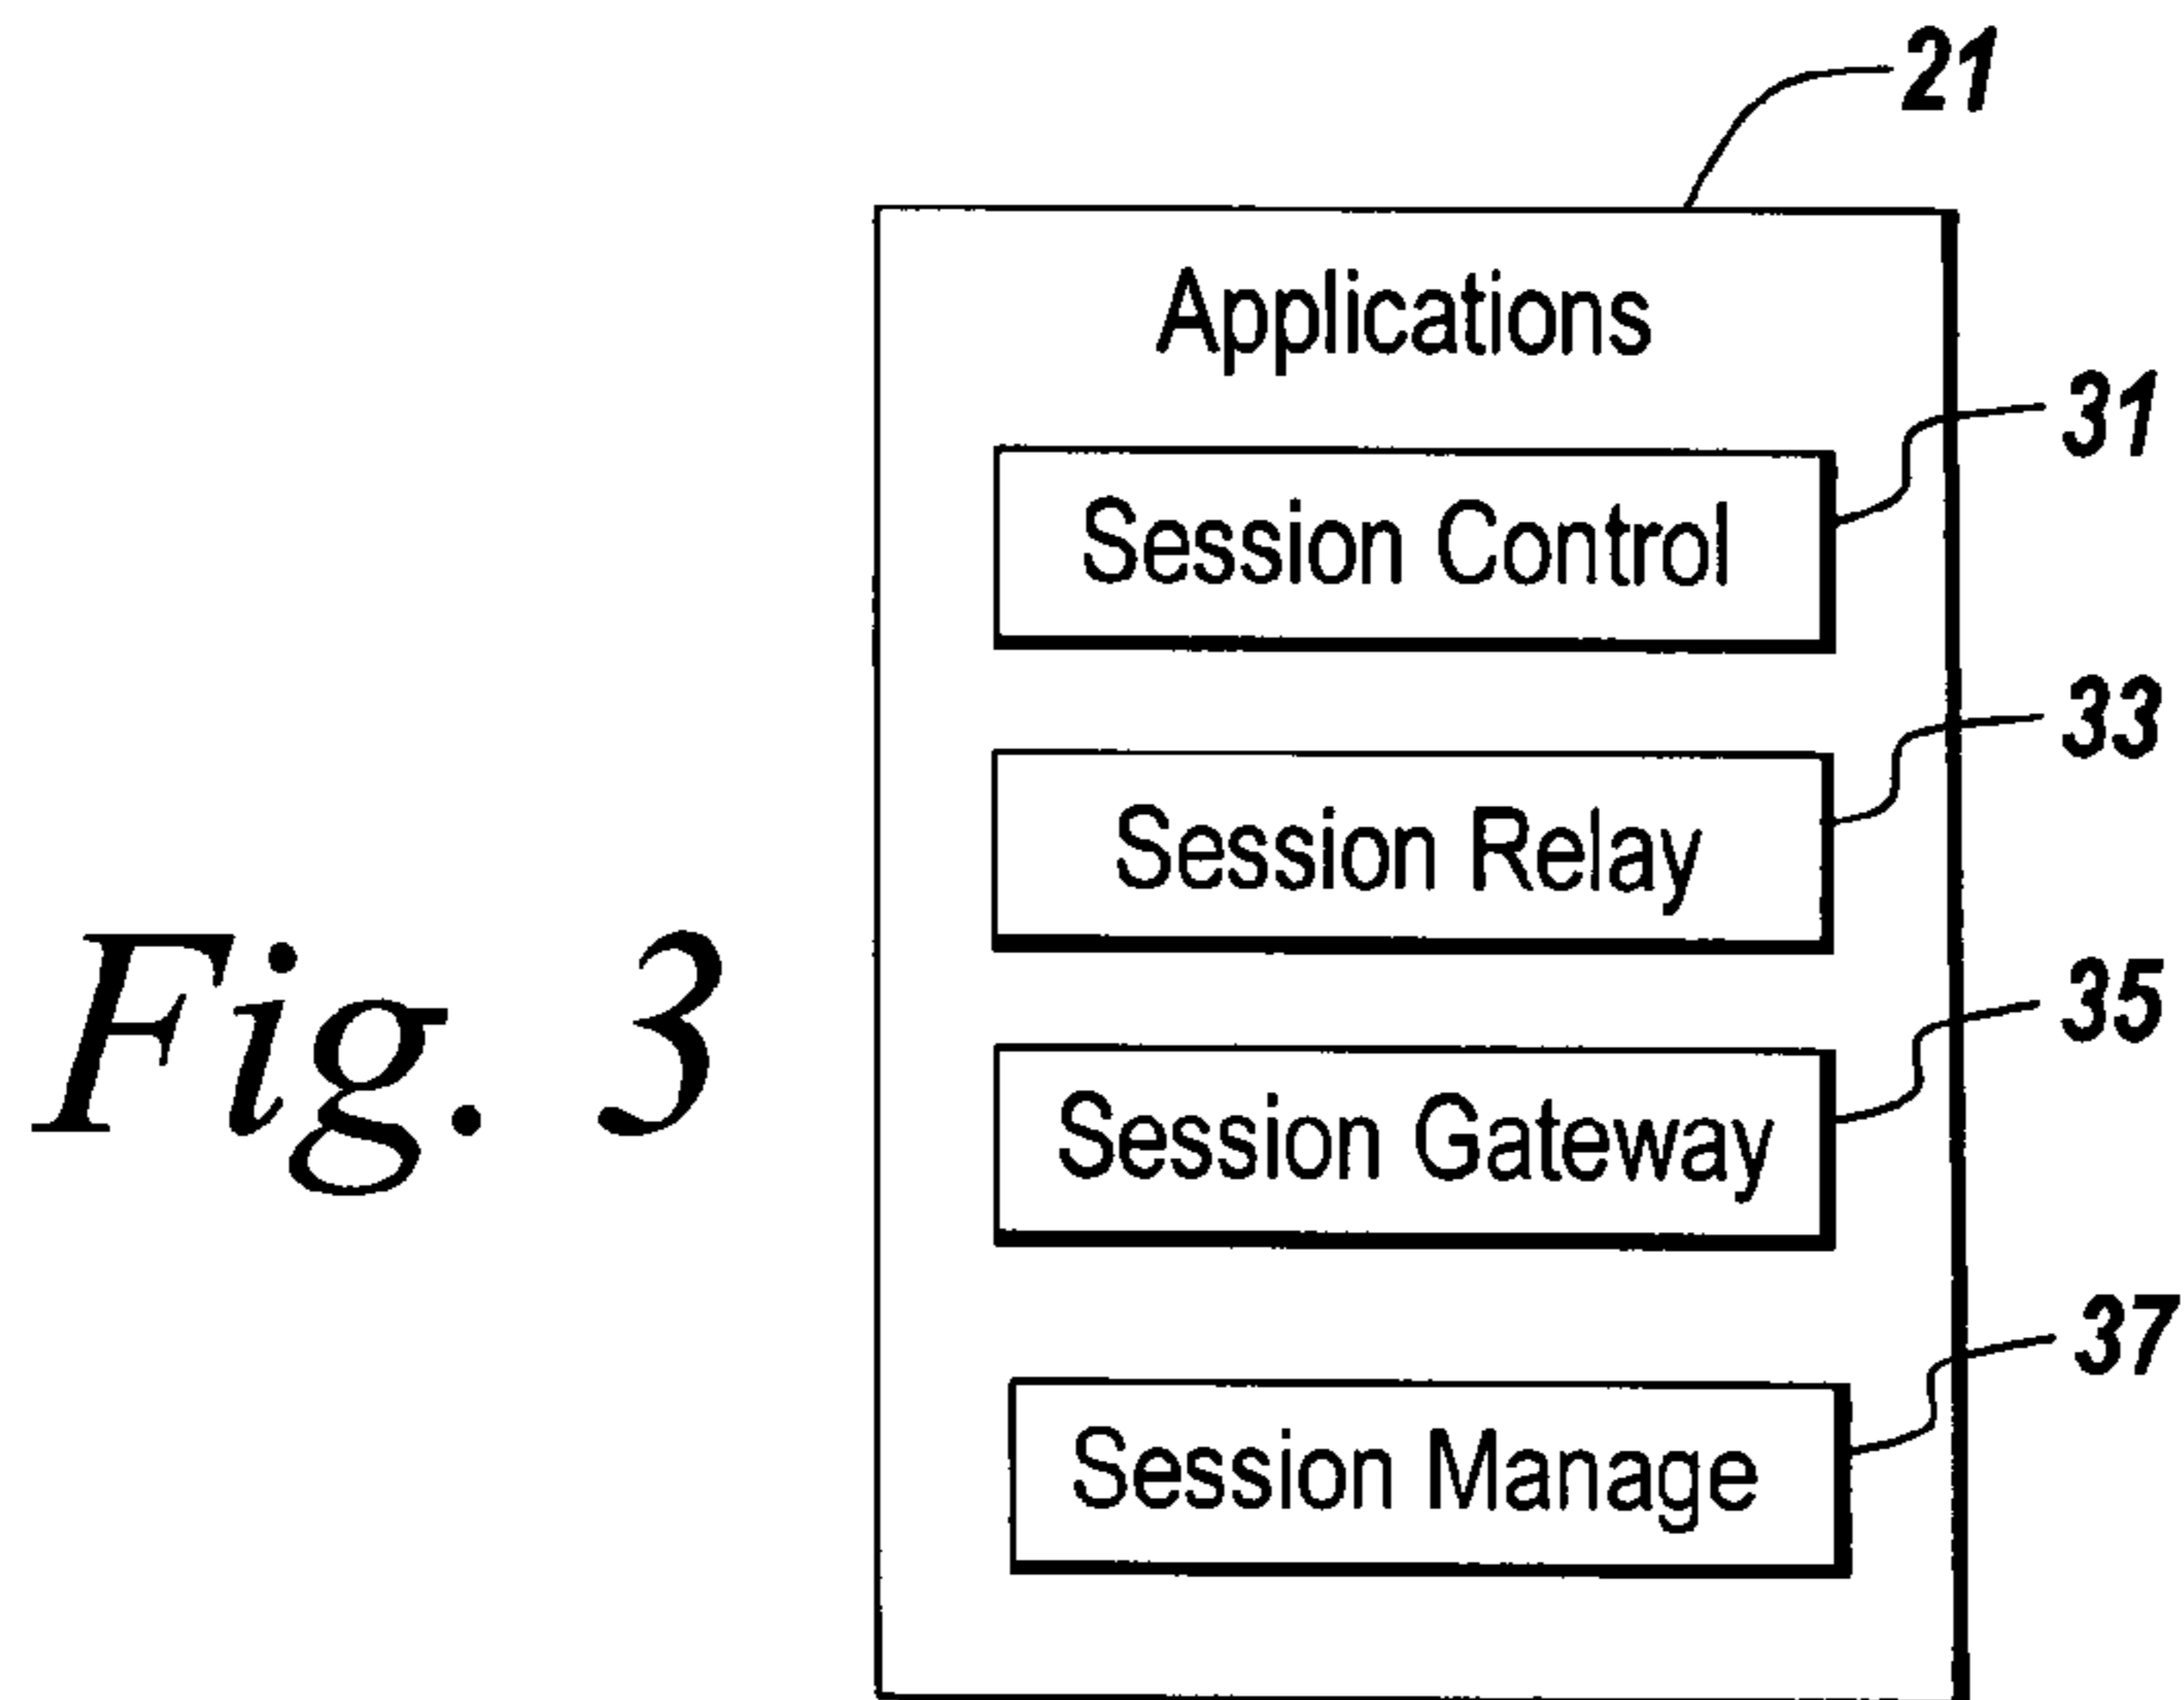 21
Applications
31
Session Control
33
Session Relay
35
Session Gateway
37
Session Manage
Fig. 3